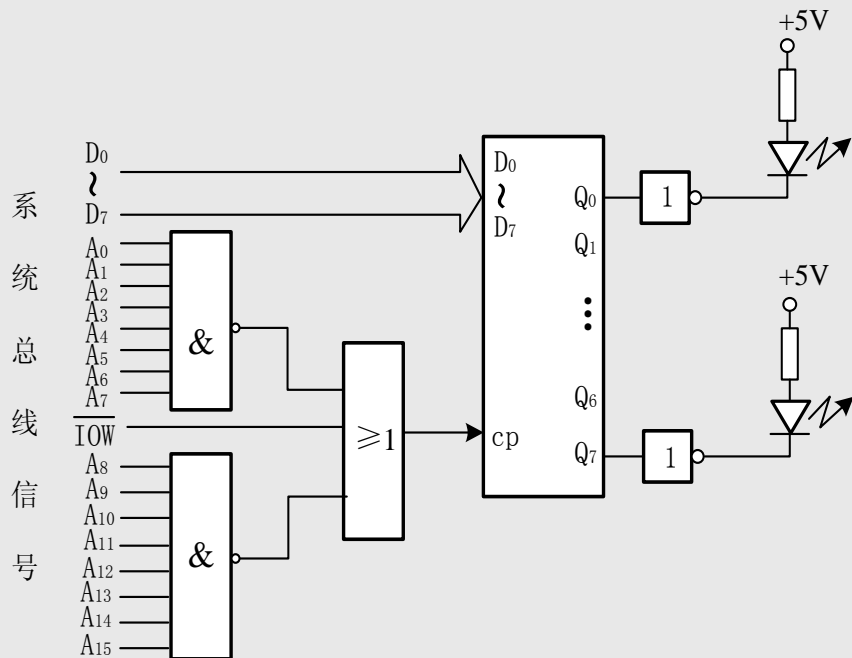 +5V
D₀
~
D₇
系统总线信号
A₀
A₁
A₂
A₃
A₄
A₅
A₆
A₇
&
I̅O̅W̅
A₈
A₉
A₁₀
A₁₁
A₁₂
A₁₃
A₁₄
A₁₅
&
≥1
D₀
~
D₇
cp
Q₀
Q₁
⋮
Q₆
Q₇
1
+5V
1